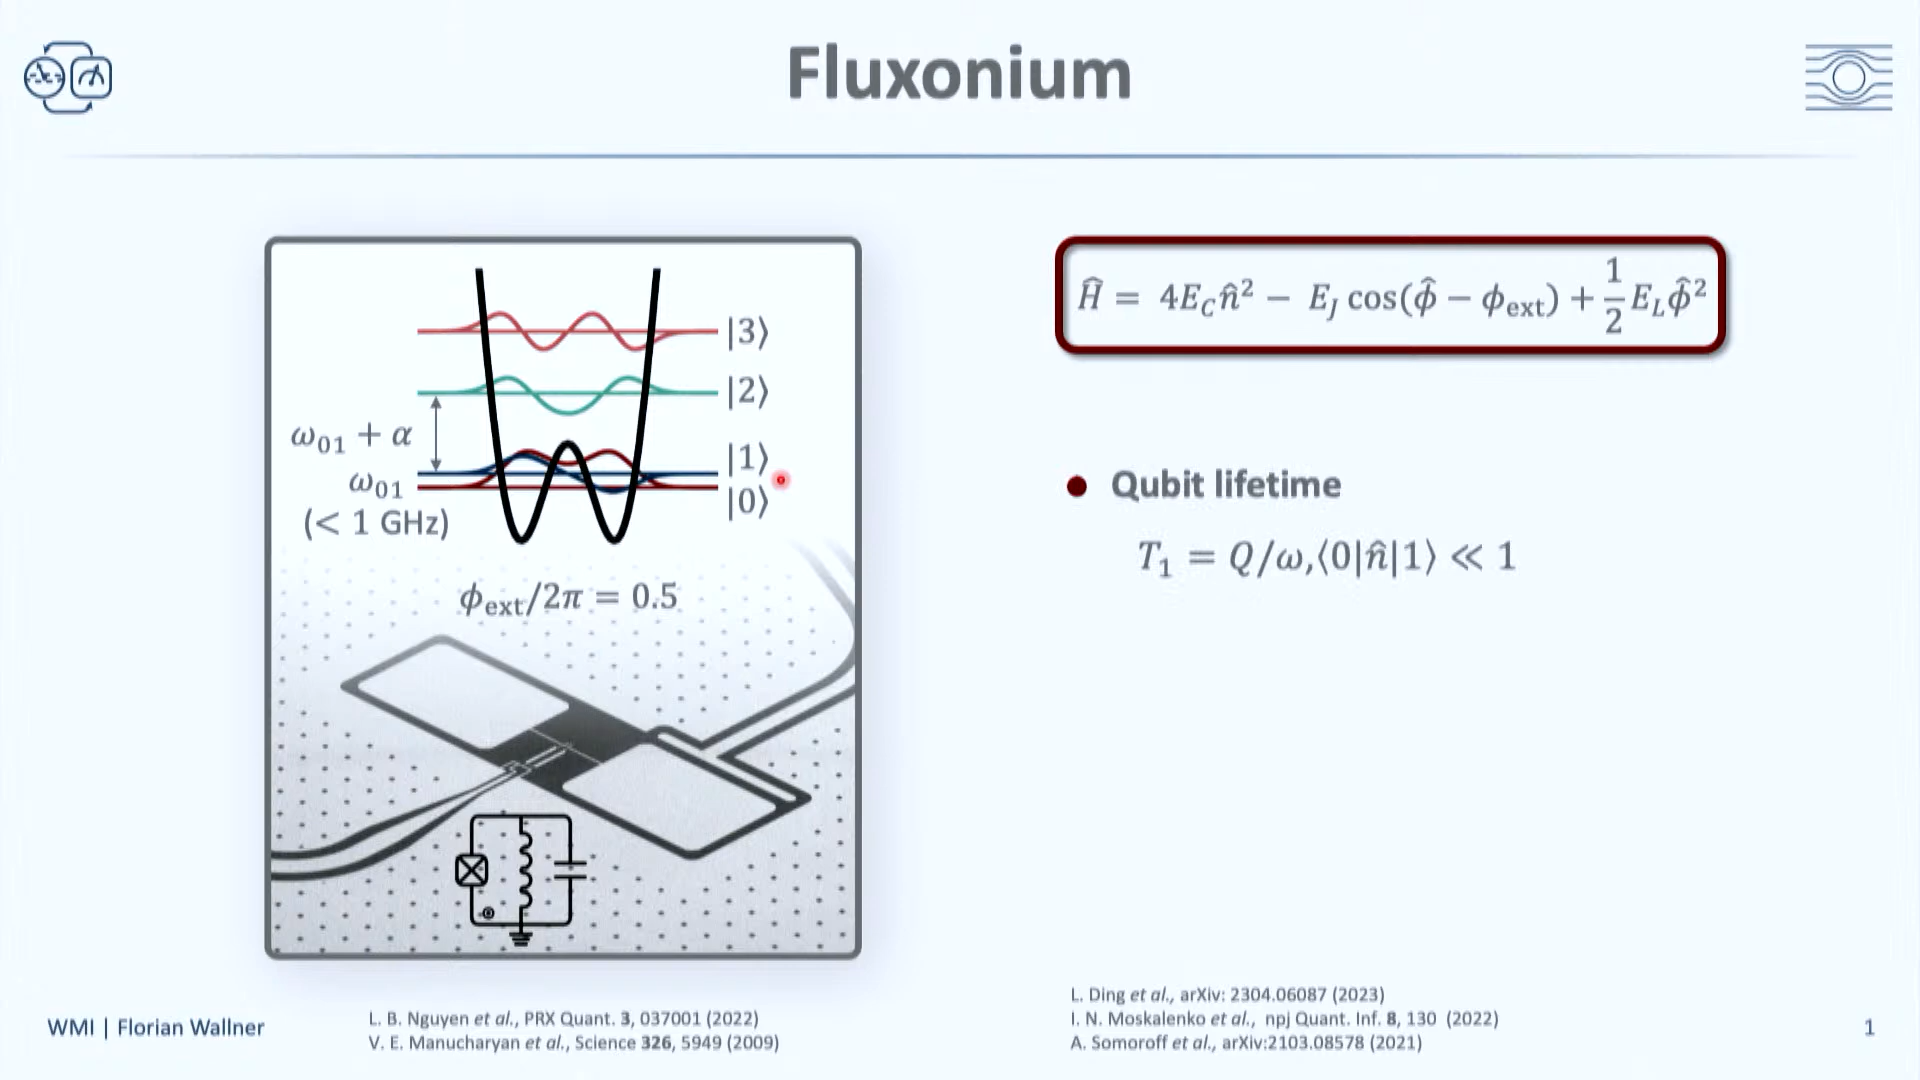 Fluxonium
|3⟩
|2⟩
ω₀₁ + α
|1⟩
ω₀₁
|0⟩
(< 1 GHz)
ϕ_ext/2π = 0.5
Ĥ = 4E_C n̂² − E_J cos(ϕ̂ − ϕ_ext) + 1/2 E_L ϕ̂²
Qubit lifetime
T₁ = Q/ω,⟨0|n̂|1⟩ ≪ 1
WMI | Florian Wallner
L. B. Nguyen et al., PRX Quant. 3, 037001 (2022)
V. E. Manucharyan et al., Science 326, 5949 (2009)
L. Ding et al., arXiv: 2304.06087 (2023)
I. N. Moskalenko et al., npj Quant. Inf. 8, 130 (2022)
A. Somoroff et al., arXiv:2103.08578 (2021)
1